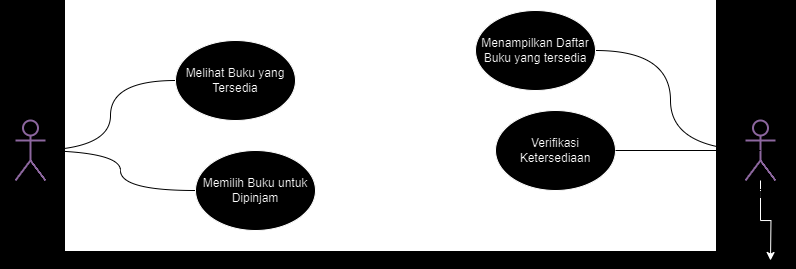 Melihat Buku yang
Tersedia
Memilih Buku untuk
Dipinjam
Menampilkan Daftar
Buku yang tersedia
Verifikasi
Ketersediaan